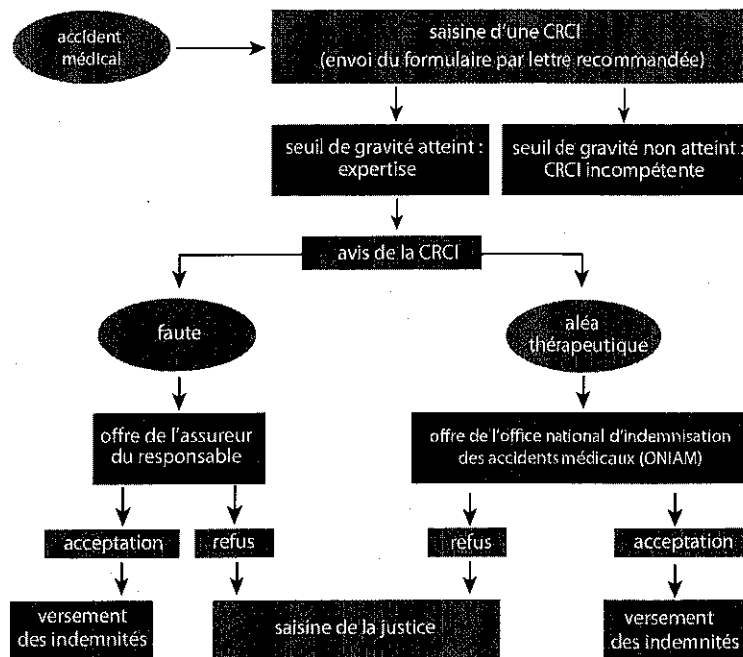 accident
médical
saisine d'une CRCI
(envoi du formulaire par lettre recommandée)
seuil de gravité atteint :
expertise
seuil de gravité non atteint :
CRCI incompétente
avis de la CRCI
faute
aléa
thérapeutique
offre de l'assureur
du responsable
offre de l'office national d'indemnisation
des accidents médicaux (ONIAM)
acceptation
refus
refus
acceptation
versement
des indemnités
saisine de la justice
versement
des indemnités